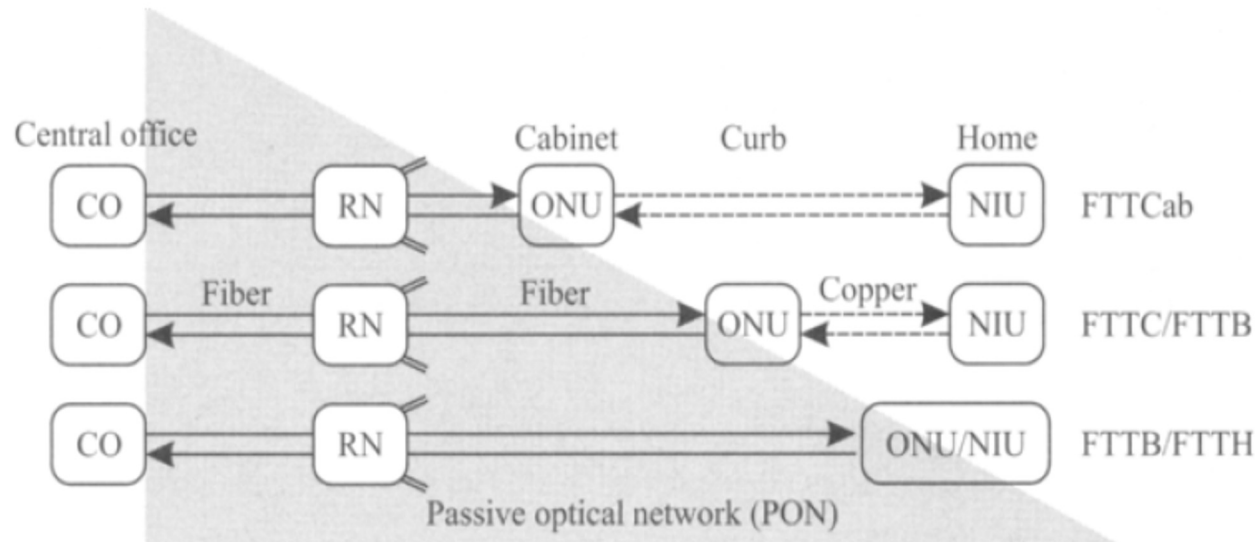 Central office Cabinet Curb Home
CO RN ONU NIU FTTCab
Fiber Fiber Copper
CO RN ONU NIU FTTC/FTTB
CO RN ONU/NIU FTTB/FTTH
Passive optical network (PON)